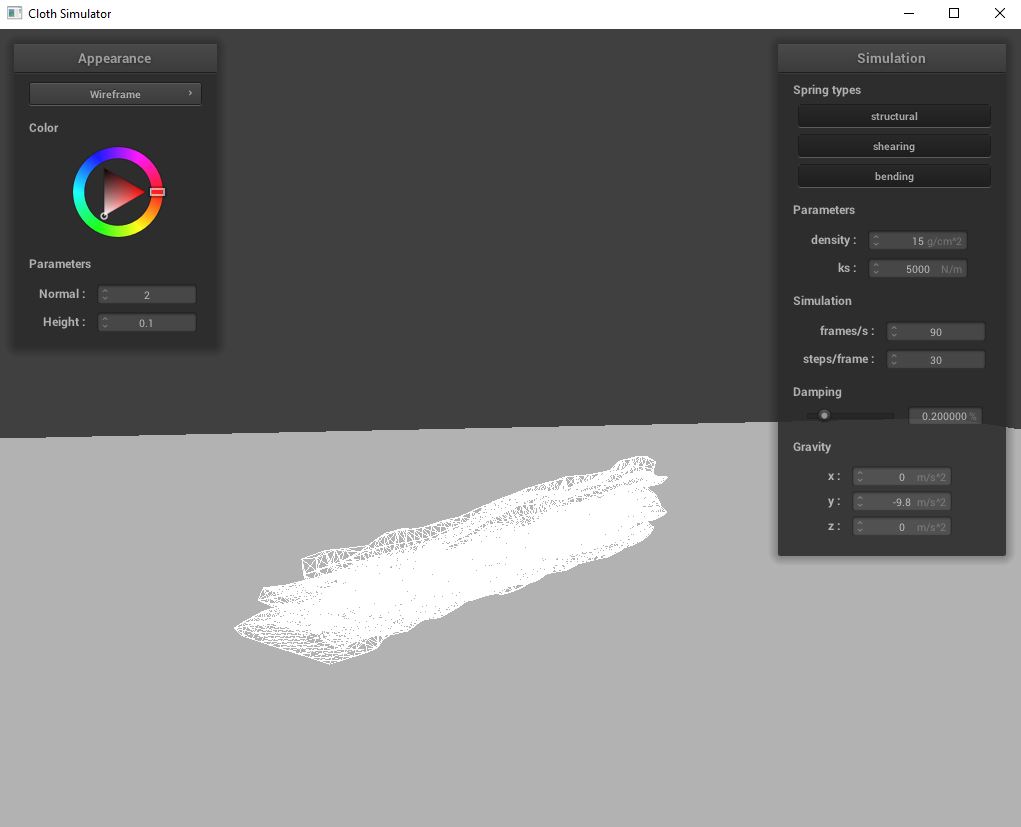 Cloth Simulator
Appearance
Wireframe
Color
Parameters
Normal : 2
Height : 0.1
Simulation
Spring types
structural
shearing
bending
Parameters
density : 15 g/cm^2
ks : 5000 N/m
Simulation
frames/s : 90
steps/frame : 30
Damping
0.200000 %
Gravity
x : 0 m/s^2
y : -9.8 m/s^2
z : 0 m/s^2